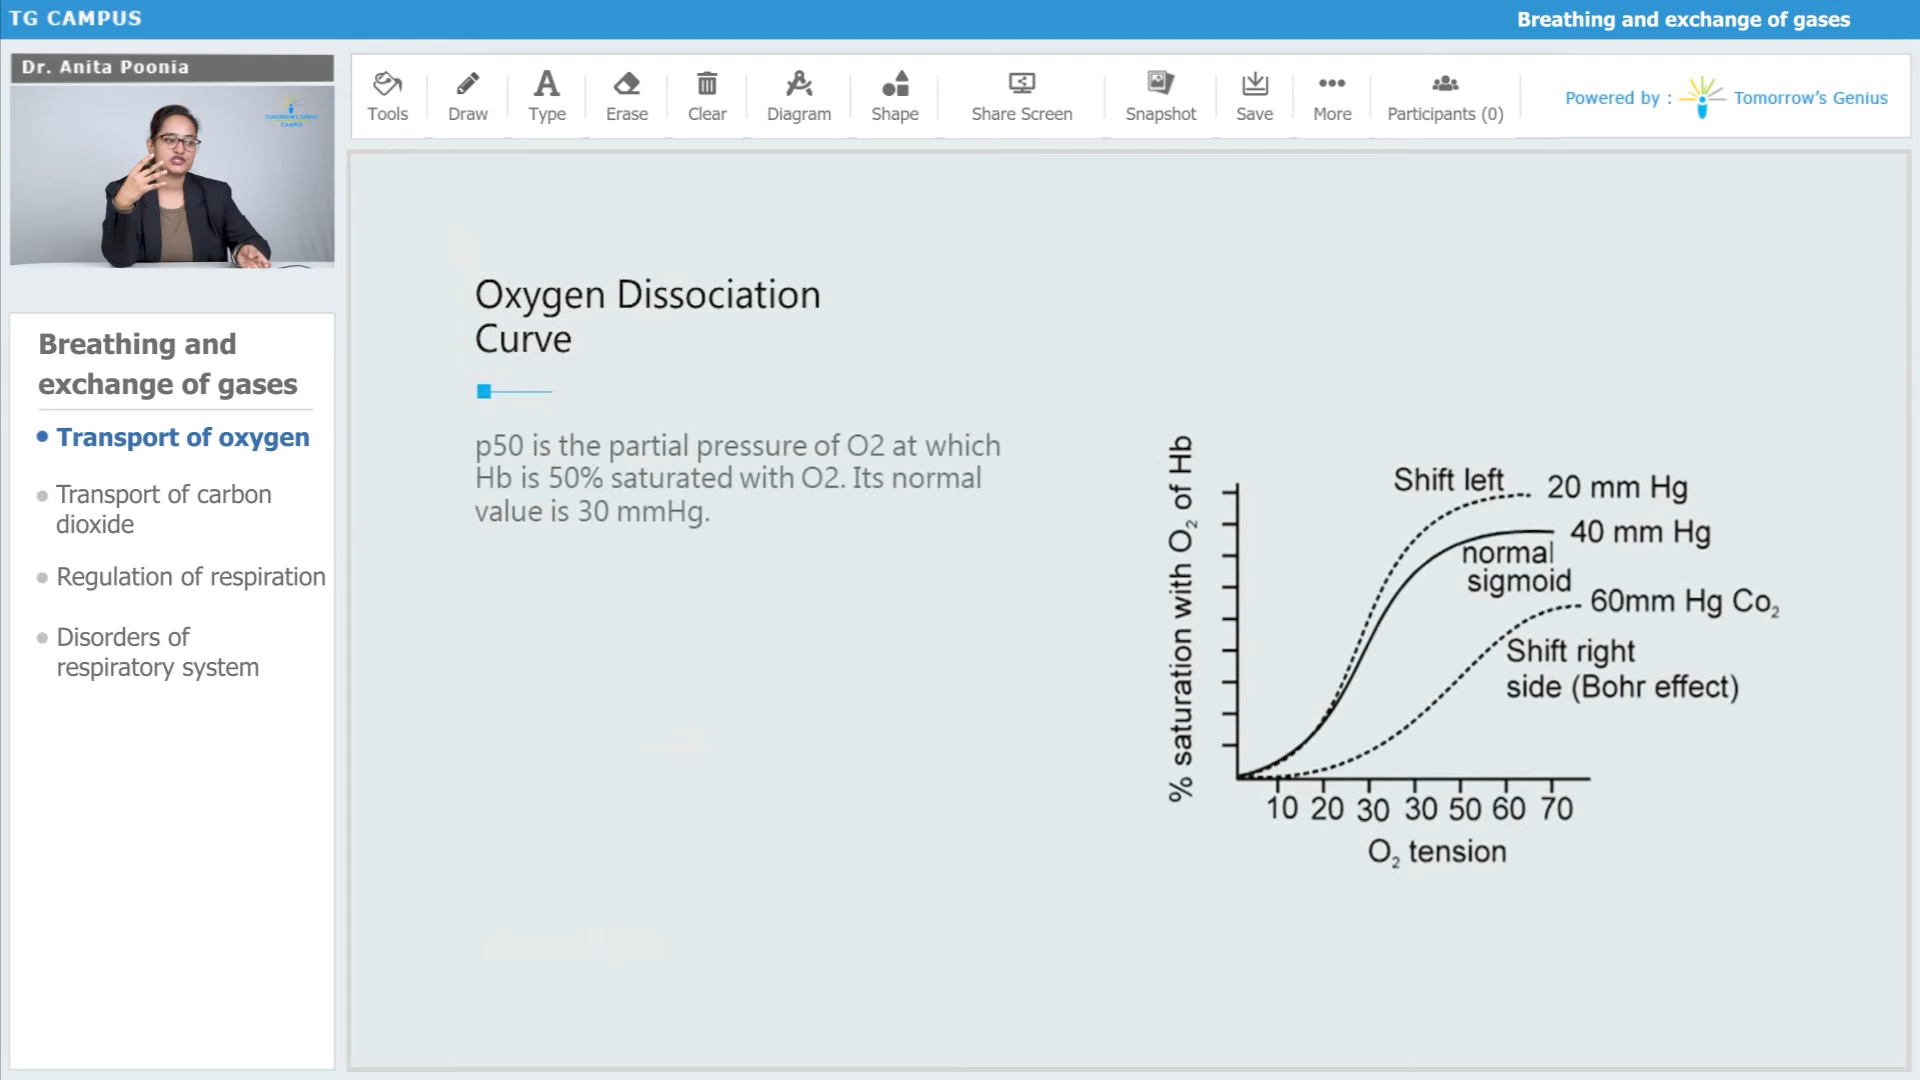 TG CAMPUS
Breathing and exchange of gases
Dr. Anita Poonia
TOMORROW'S GENIUS
CAMPUS
Tools
Draw
Type
Erase
Clear
Diagram
Shape
Share Screen
Snapshot
Save
More
Participants (0)
Powered by :
Tomorrow's Genius
Breathing and
exchange of gases
Transport of oxygen
Transport of carbon
dioxide
Regulation of respiration
Disorders of
respiratory system
Oxygen Dissociation
Curve
p50 is the partial pressure of O2 at which
Hb is 50% saturated with O2. Its normal
value is 30 mmHg.
% saturation with O₂ of Hb
Shift left
20 mm Hg
40 mm Hg
normal
sigmoid
60mm Hg Co₂
Shift right
side (Bohr effect)
10 20 30 30 50 60 70
O₂ tension